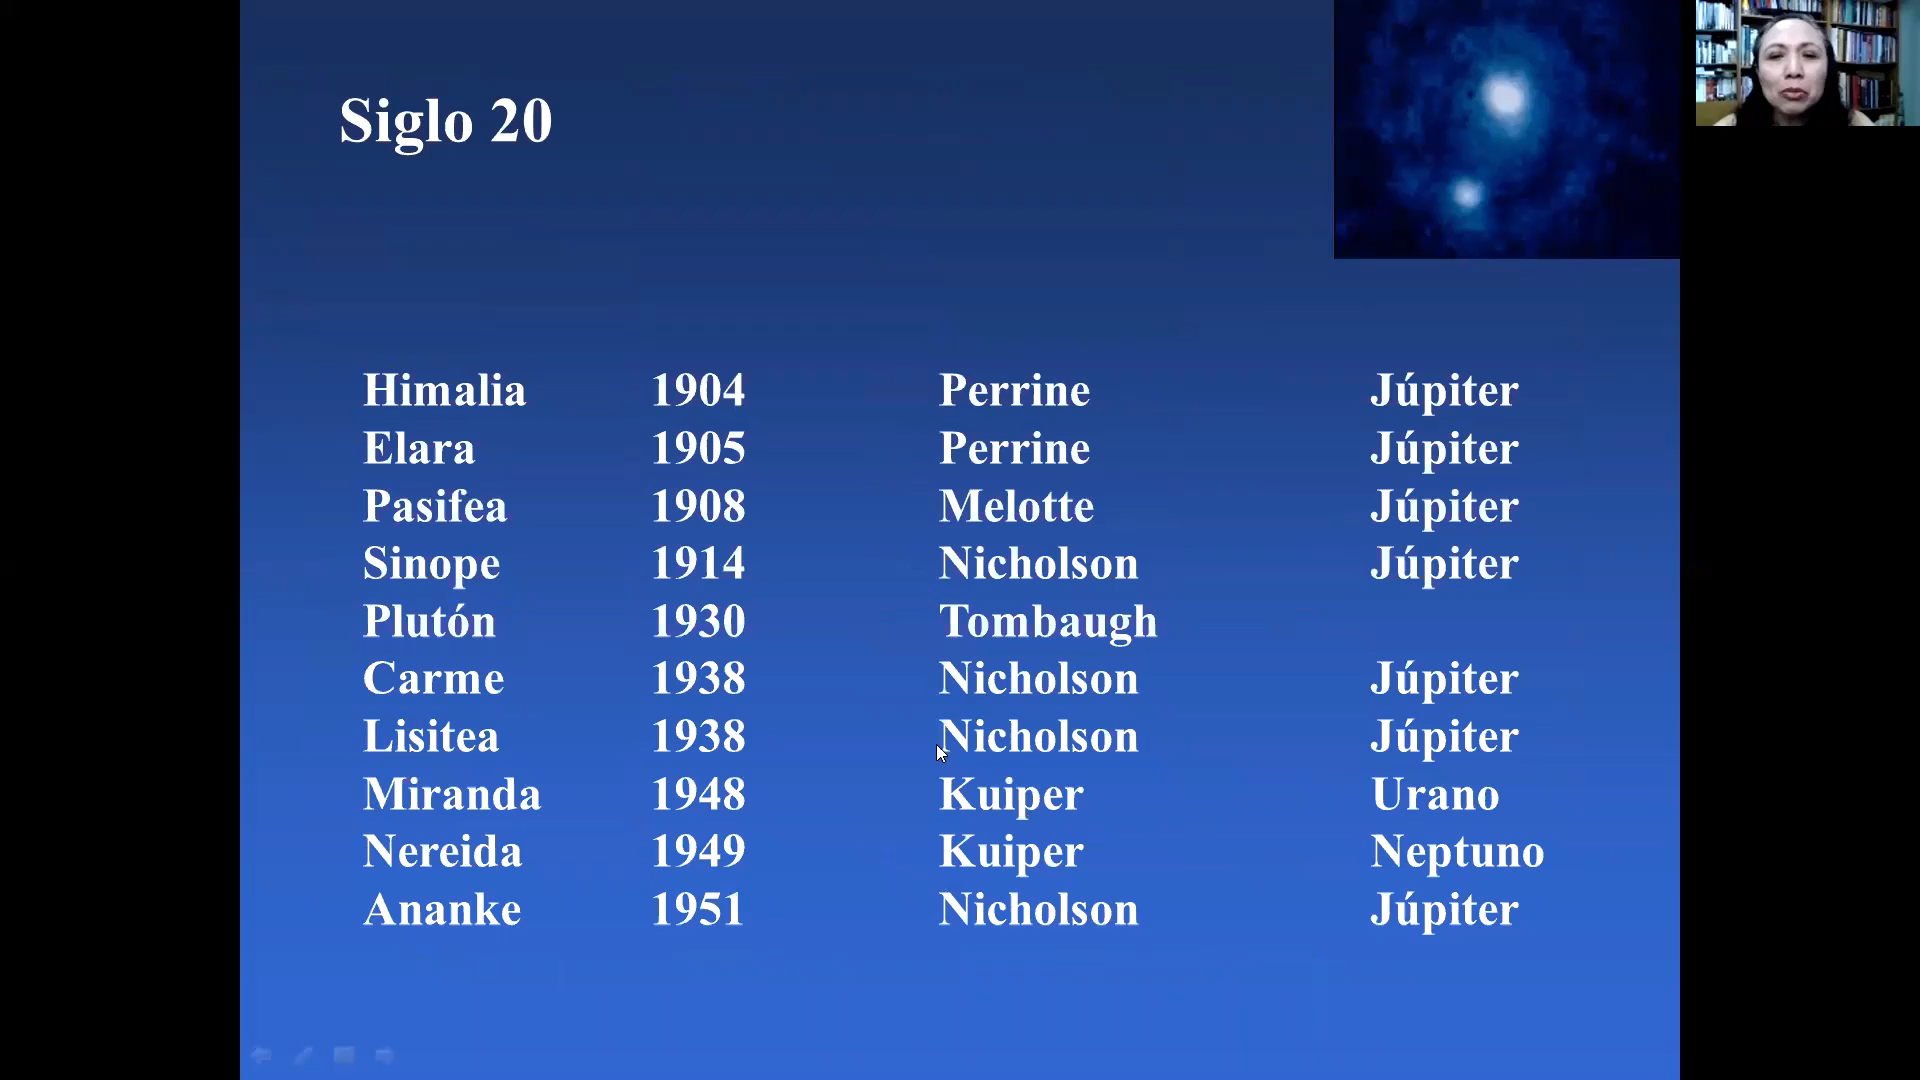 Siglo 20
Himalia 1904 Perrine Júpiter
Elara 1905 Perrine Júpiter
Pasifea 1908 Melotte Júpiter
Sinope 1914 Nicholson Júpiter
Plutón 1930 Tombaugh
Carme 1938 Nicholson Júpiter
Lisitea 1938 Nicholson Júpiter
Miranda 1948 Kuiper Urano
Nereida 1949 Kuiper Neptuno
Ananke 1951 Nicholson Júpiter